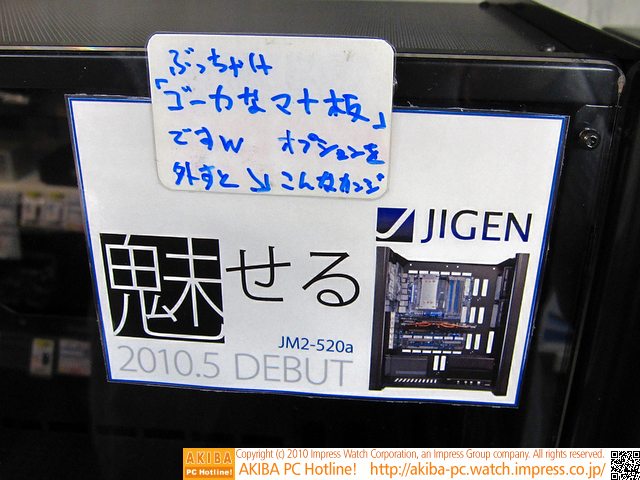 ぶっちゃけ
「ゴーカなマナ板」
ですw オプションを
外すと↘こんなカンジ
JIGEN
魅せる
JM2-520a
2010.5 DEBUT
AKIBA PC Hotline!
Copyright (c) 2010 Impress Watch Corporation, an Impress Group company. All rights reserved.
AKIBA PC Hotline! http://akiba-pc.watch.impress.co.jp/